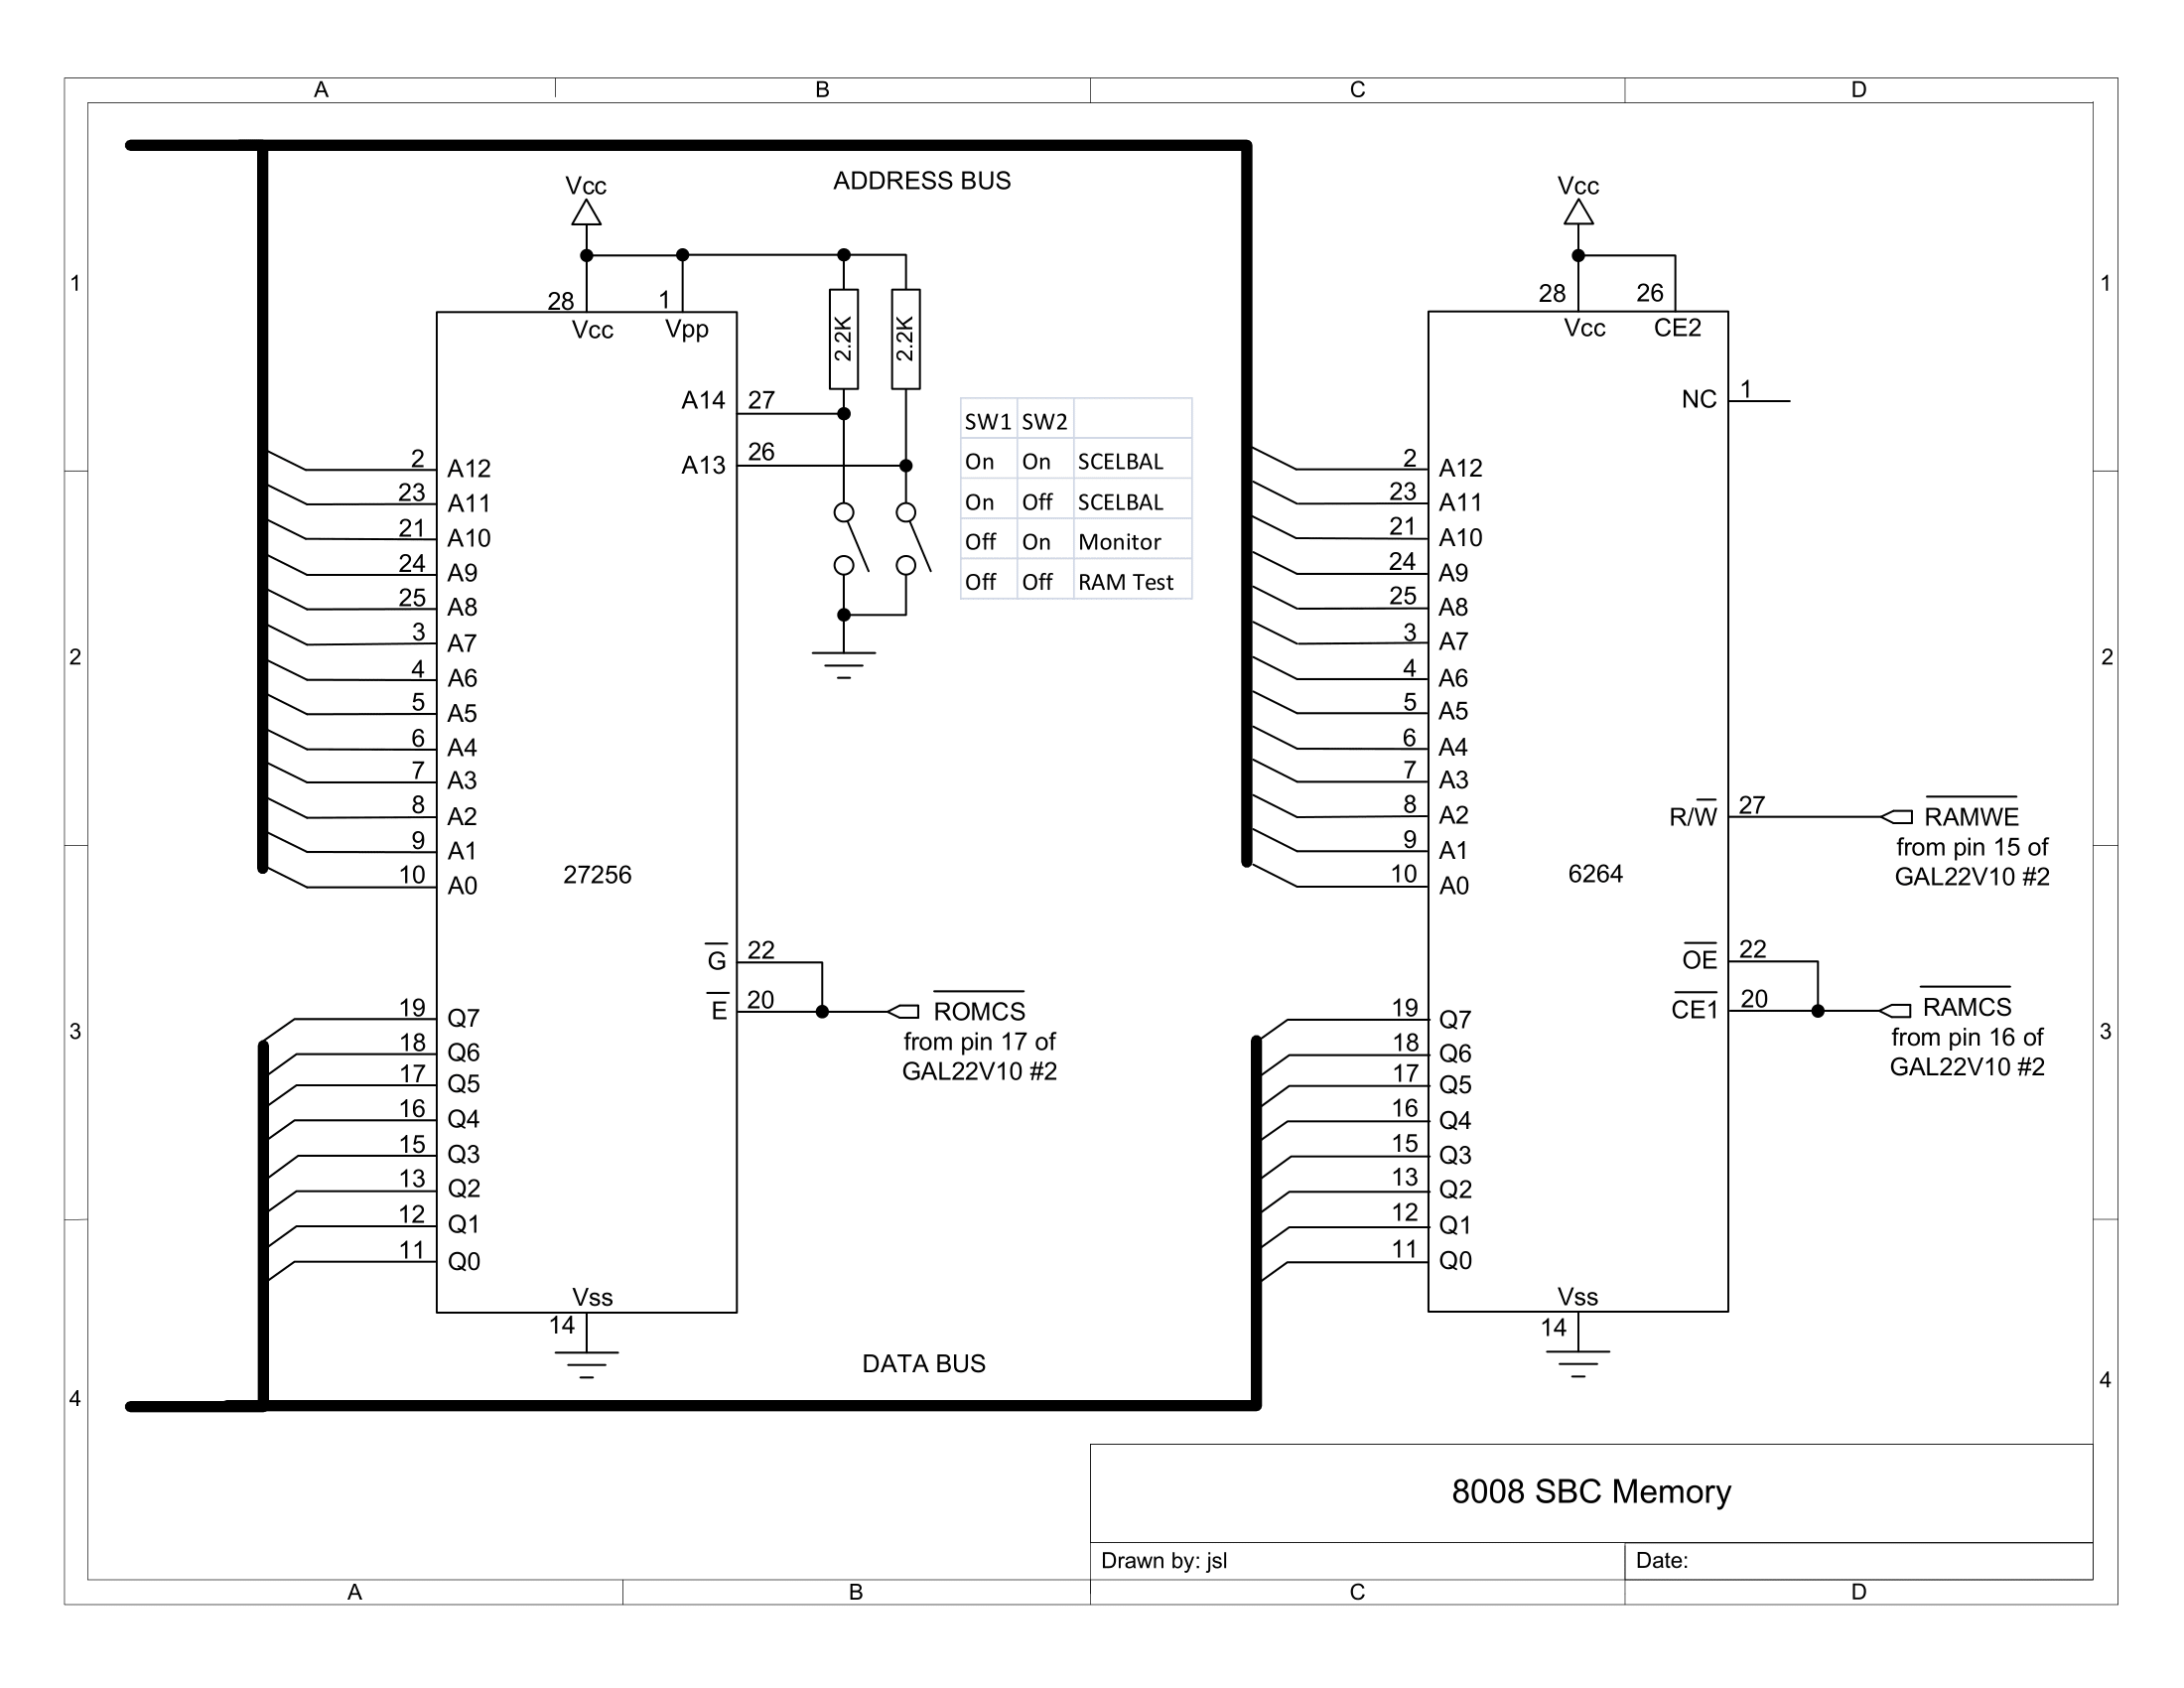 A B C D
1 1
2 2
3 3
4 4
ADDRESS BUS
Vcc
28 1
Vcc Vpp
2.2K 2.2K
A14 27
A13 26
2 A12
23 A11
21 A10
24 A9
25 A8
3 A7
4 A6
5 A5
6 A4
7 A3
8 A2
9 A1
10 A0
27256
G 22
E 20
ROMCS
from pin 17 of
GAL22V10 #2
19 Q7
18 Q6
17 Q5
16 Q4
15 Q3
13 Q2
12 Q1
11 Q0
Vss
14
SW1 SW2
On On SCELBAL
On Off SCELBAL
Off On Monitor
Off Off RAM Test
Vcc
28 26
Vcc CE2
NC 1
2 A12
23 A11
21 A10
24 A9
25 A8
3 A7
4 A6
5 A5
6 A4
7 A3
8 A2
9 A1
10 A0
6264
R/W 27
RAMWE
from pin 15 of
GAL22V10 #2
OE 22
CE1 20
RAMCS
from pin 16 of
GAL22V10 #2
19 Q7
18 Q6
17 Q5
16 Q4
15 Q3
13 Q2
12 Q1
11 Q0
Vss
14
DATA BUS
8008 SBC Memory
Drawn by: jsl
Date:
A B C D